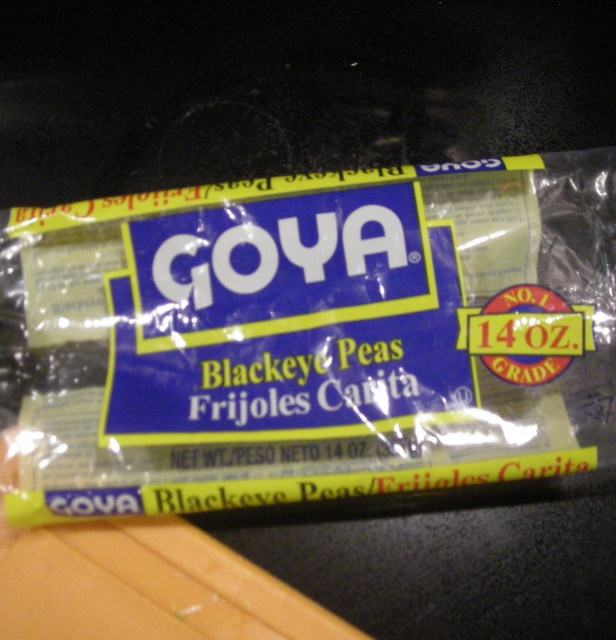 Blackeye Peas/Frijoles Carita
GOYA
GOYA®
Blackeye Peas
Frijoles Carita
NO. 1
14 OZ.
GRADE
NET WT./PESO NETO 14 OZ.
GOYA Blackeye Peas/Frijoles Carita